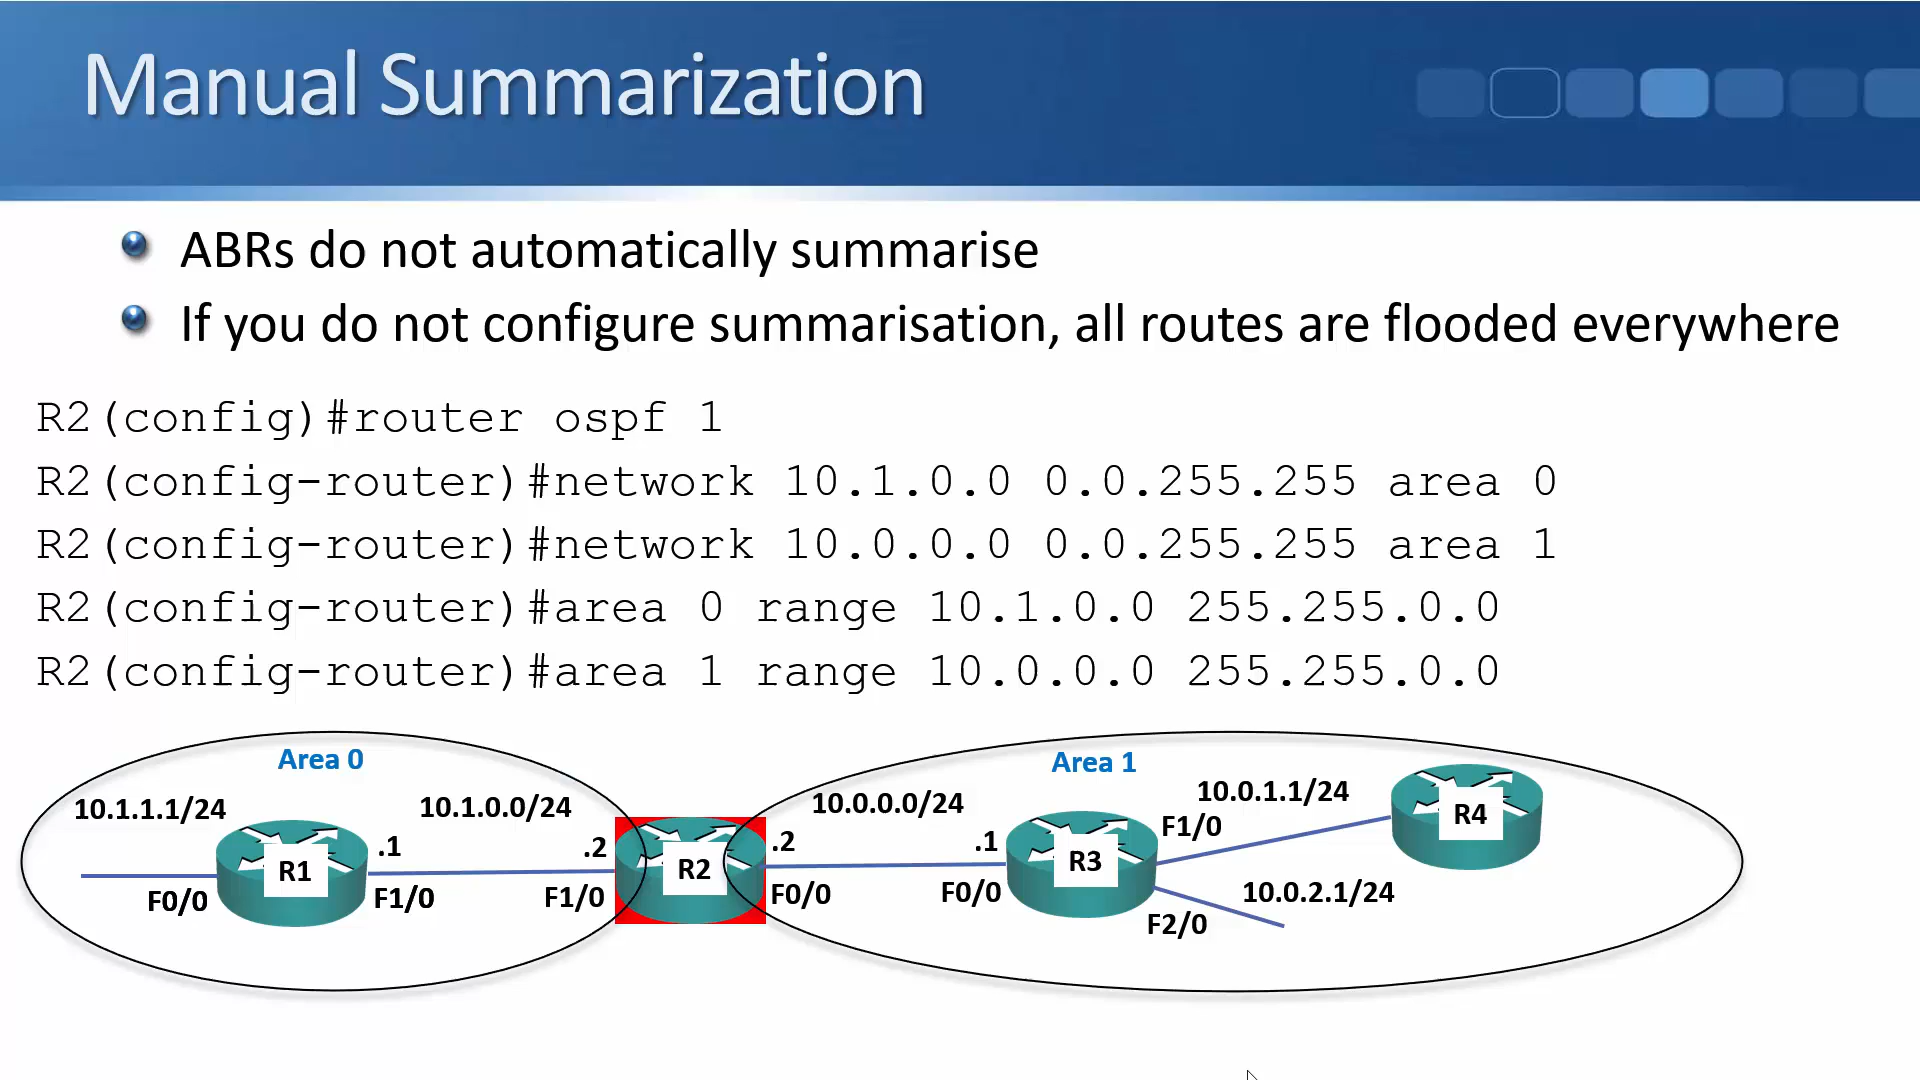 Manual Summarization
ABRs do not automatically summarise
If you do not configure summarisation, all routes are flooded everywhere
R2(config)#router ospf 1
R2(config-router)#network 10.1.0.0 0.0.255.255 area 0
R2(config-router)#network 10.0.0.0 0.0.255.255 area 1
R2(config-router)#area 0 range 10.1.0.0 255.255.0.0
R2(config-router)#area 1 range 10.0.0.0 255.255.0.0
Area 0
10.1.1.1/24
10.1.0.0/24
R1
.1
.2
F0/0
F1/0
F1/0
R2
Area 1
10.0.0.0/24
.2
.1
F0/0
F0/0
R3
10.0.1.1/24
F1/0
R4
10.0.2.1/24
F2/0